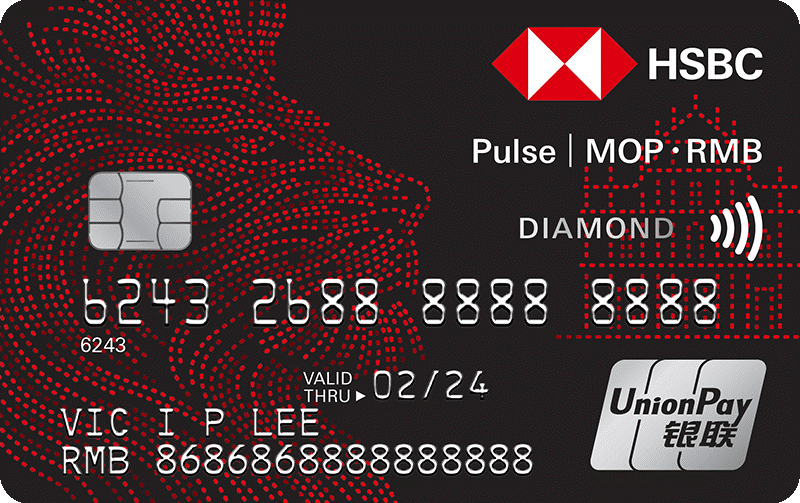 HSBC
Pulse | MOP · RMB
DIAMOND
6243 2688 8888 8888
6243
VALID THRU ▶ 02/24
VIC I P LEE
RMB 8686868888888888888
UnionPay
银联